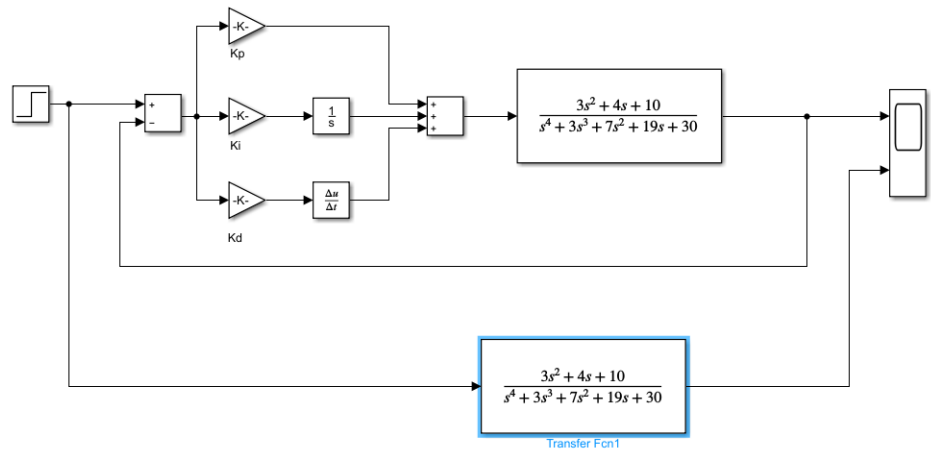 -K-
Kp
+
−
-K-
Ki
1
s
+
+
+
3s² + 4s + 10
s⁴ + 3s³ + 7s² + 19s + 30
-K-
Kd
Δu
Δt
3s² + 4s + 10
s⁴ + 3s³ + 7s² + 19s + 30
Transfer Fcn1